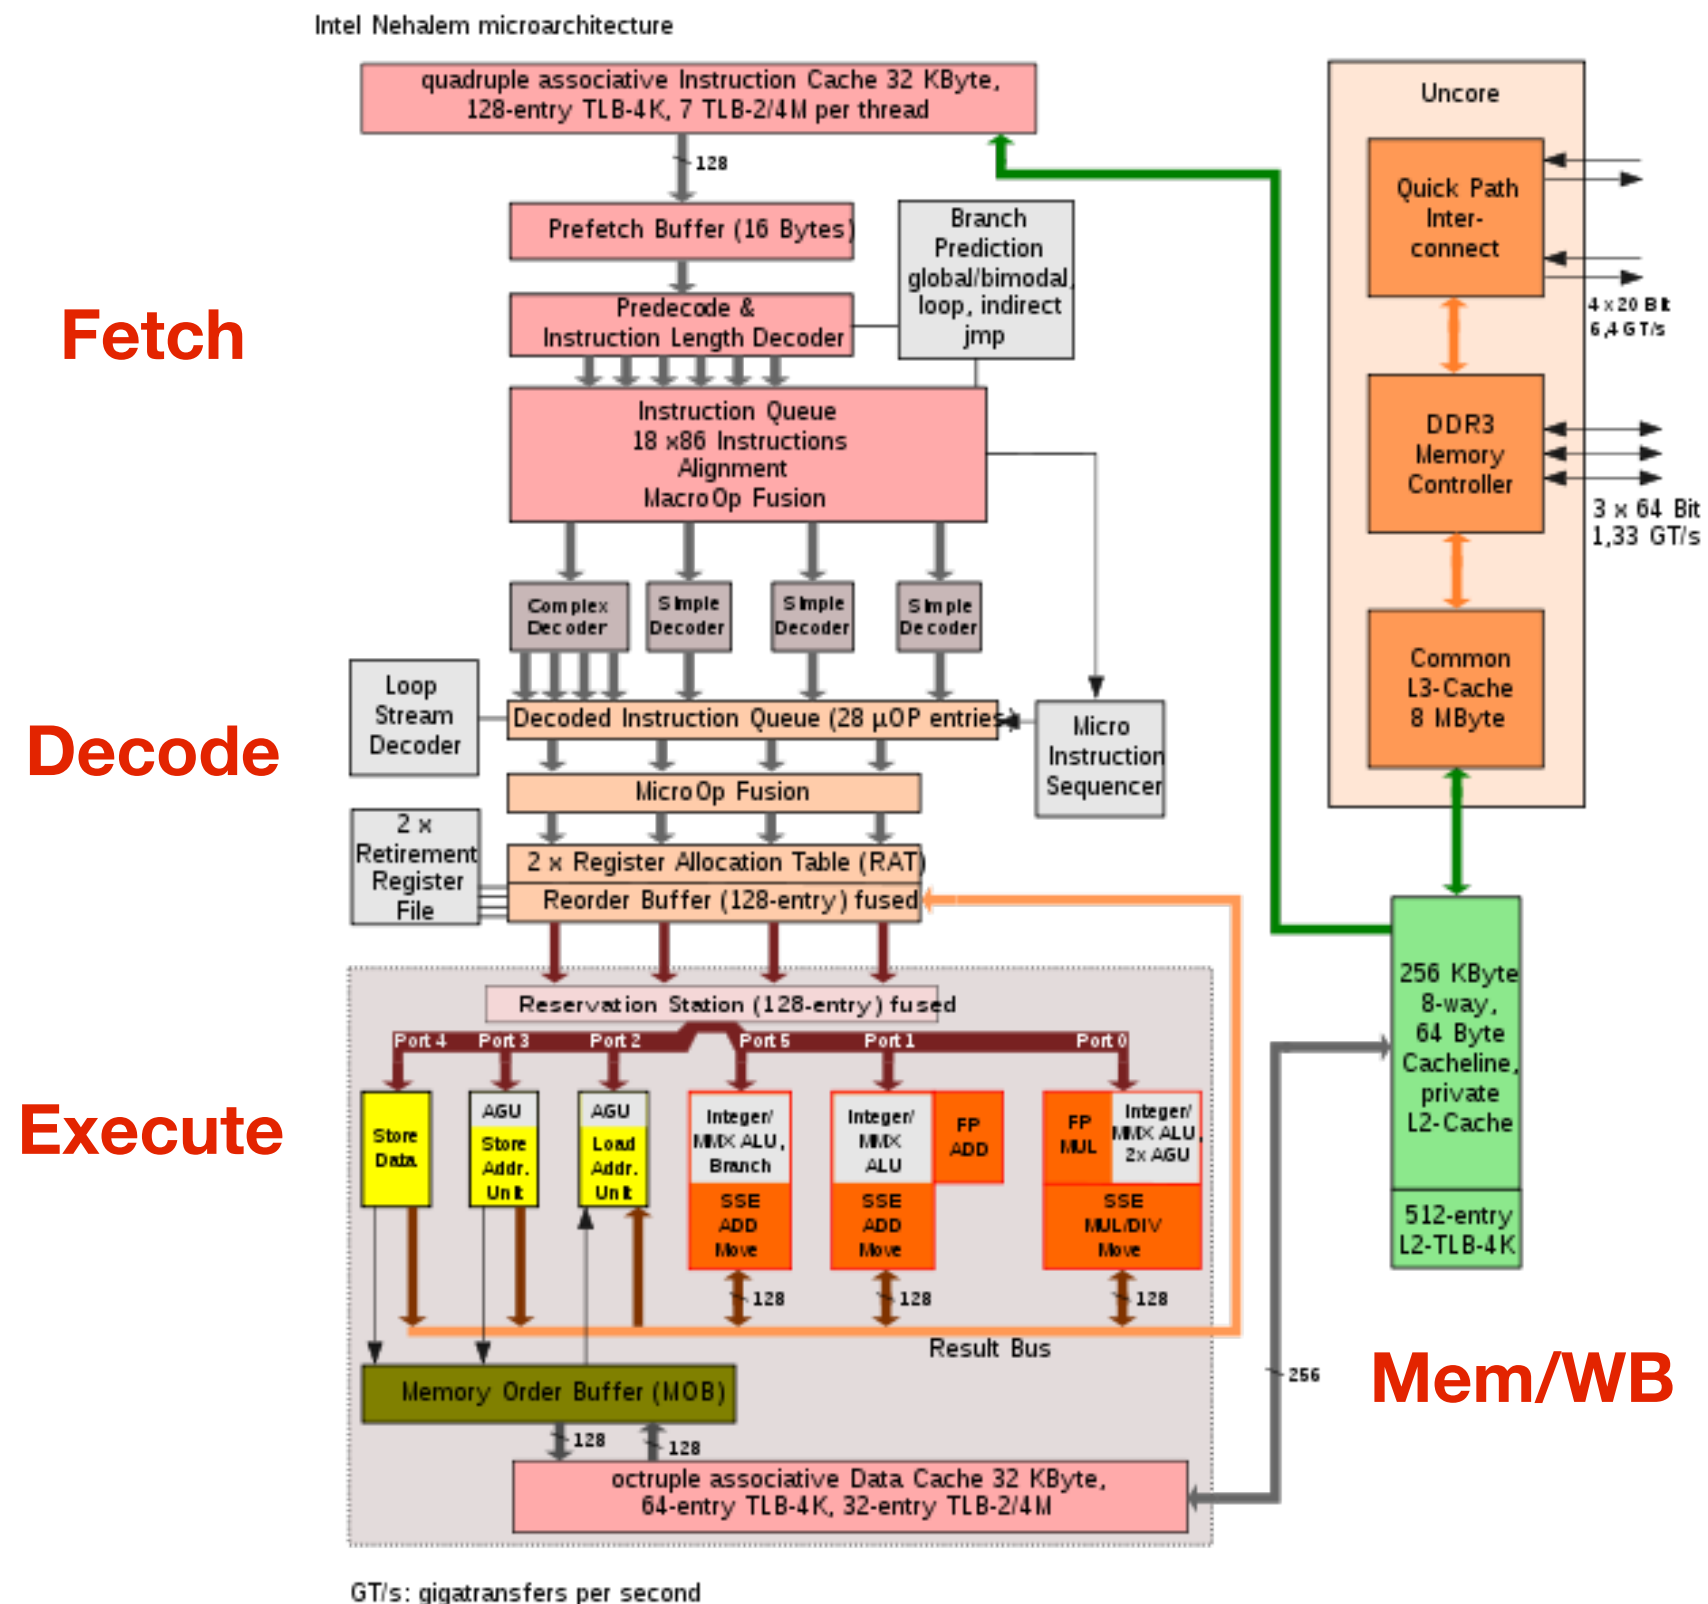 Intel Nehalem microarchitecture
quadruple associative Instruction Cache 32 KByte,
128-entry TLB-4K, 7 TLB-2/4M per thread
128
Prefetch Buffer (16 Bytes)
Predecode &
Instruction Length Decoder
Branch
Prediction
global/bimodal,
loop, indirect
jmp
Fetch
Instruction Queue
18 x86 Instructions
Alignment
MacroOp Fusion
Complex
Decoder
Simple
Decoder
Simple
Decoder
Simple
Decoder
Loop
Stream
Decoder
Decoded Instruction Queue (28 µOP entries)
Micro
Instruction
Sequencer
Decode
MicroOp Fusion
2 x
Retirement
Register
File
2 x Register Allocation Table (RAT)
Reorder Buffer (128-entry) fused
Reservation Station (128-entry) fused
Port 4
Port 3
Port 2
Port 5
Port 1
Port 0
Execute
Store
Data
AGU
Store
Addr.
Unit
AGU
Load
Addr.
Unit
Integer/
MMX ALU,
Branch
SSE
ADD
Move
Integer/
MMX
ALU
FP
ADD
SSE
ADD
Move
FP
MUL
Integer/
MMX ALU,
2x AGU
SSE
MUL/DIV
Move
128
128
128
Result Bus
Memory Order Buffer (MOB)
128
128
octruple associative Data Cache 32 KByte,
64-entry TLB-4K, 32-entry TLB-2/4M
GT/s: gigatransfers per second
Uncore
Quick Path
Inter-
connect
4 x 20 Bit
6,4 GT/s
DDR3
Memory
Controller
3 x 64 Bit
1,33 GT/s
Common
L3-Cache
8 MByte
256 KByte
8-way,
64 Byte
Cacheline,
private
L2-Cache
512-entry
L2-TLB-4K
256
Mem/WB